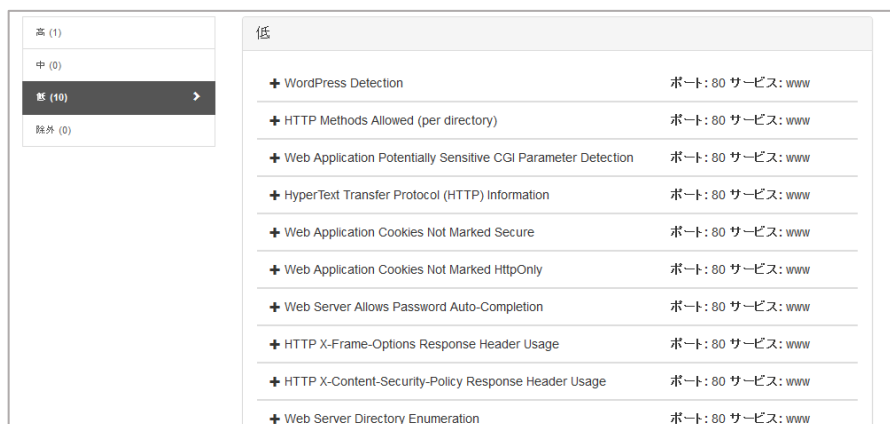 高 (1)
中 (0)
低 (10)
除外 (0)
低
WordPress Detection ポート: 80 サービス: www
HTTP Methods Allowed (per directory) ポート: 80 サービス: www
Web Application Potentially Sensitive CGI Parameter Detection ポート: 80 サービス: www
HyperText Transfer Protocol (HTTP) Information ポート: 80 サービス: www
Web Application Cookies Not Marked Secure ポート: 80 サービス: www
Web Application Cookies Not Marked HttpOnly ポート: 80 サービス: www
Web Server Allows Password Auto-Completion ポート: 80 サービス: www
HTTP X-Frame-Options Response Header Usage ポート: 80 サービス: www
HTTP X-Content-Security-Policy Response Header Usage ポート: 80 サービス: www
Web Server Directory Enumeration ポート: 80 サービス: www